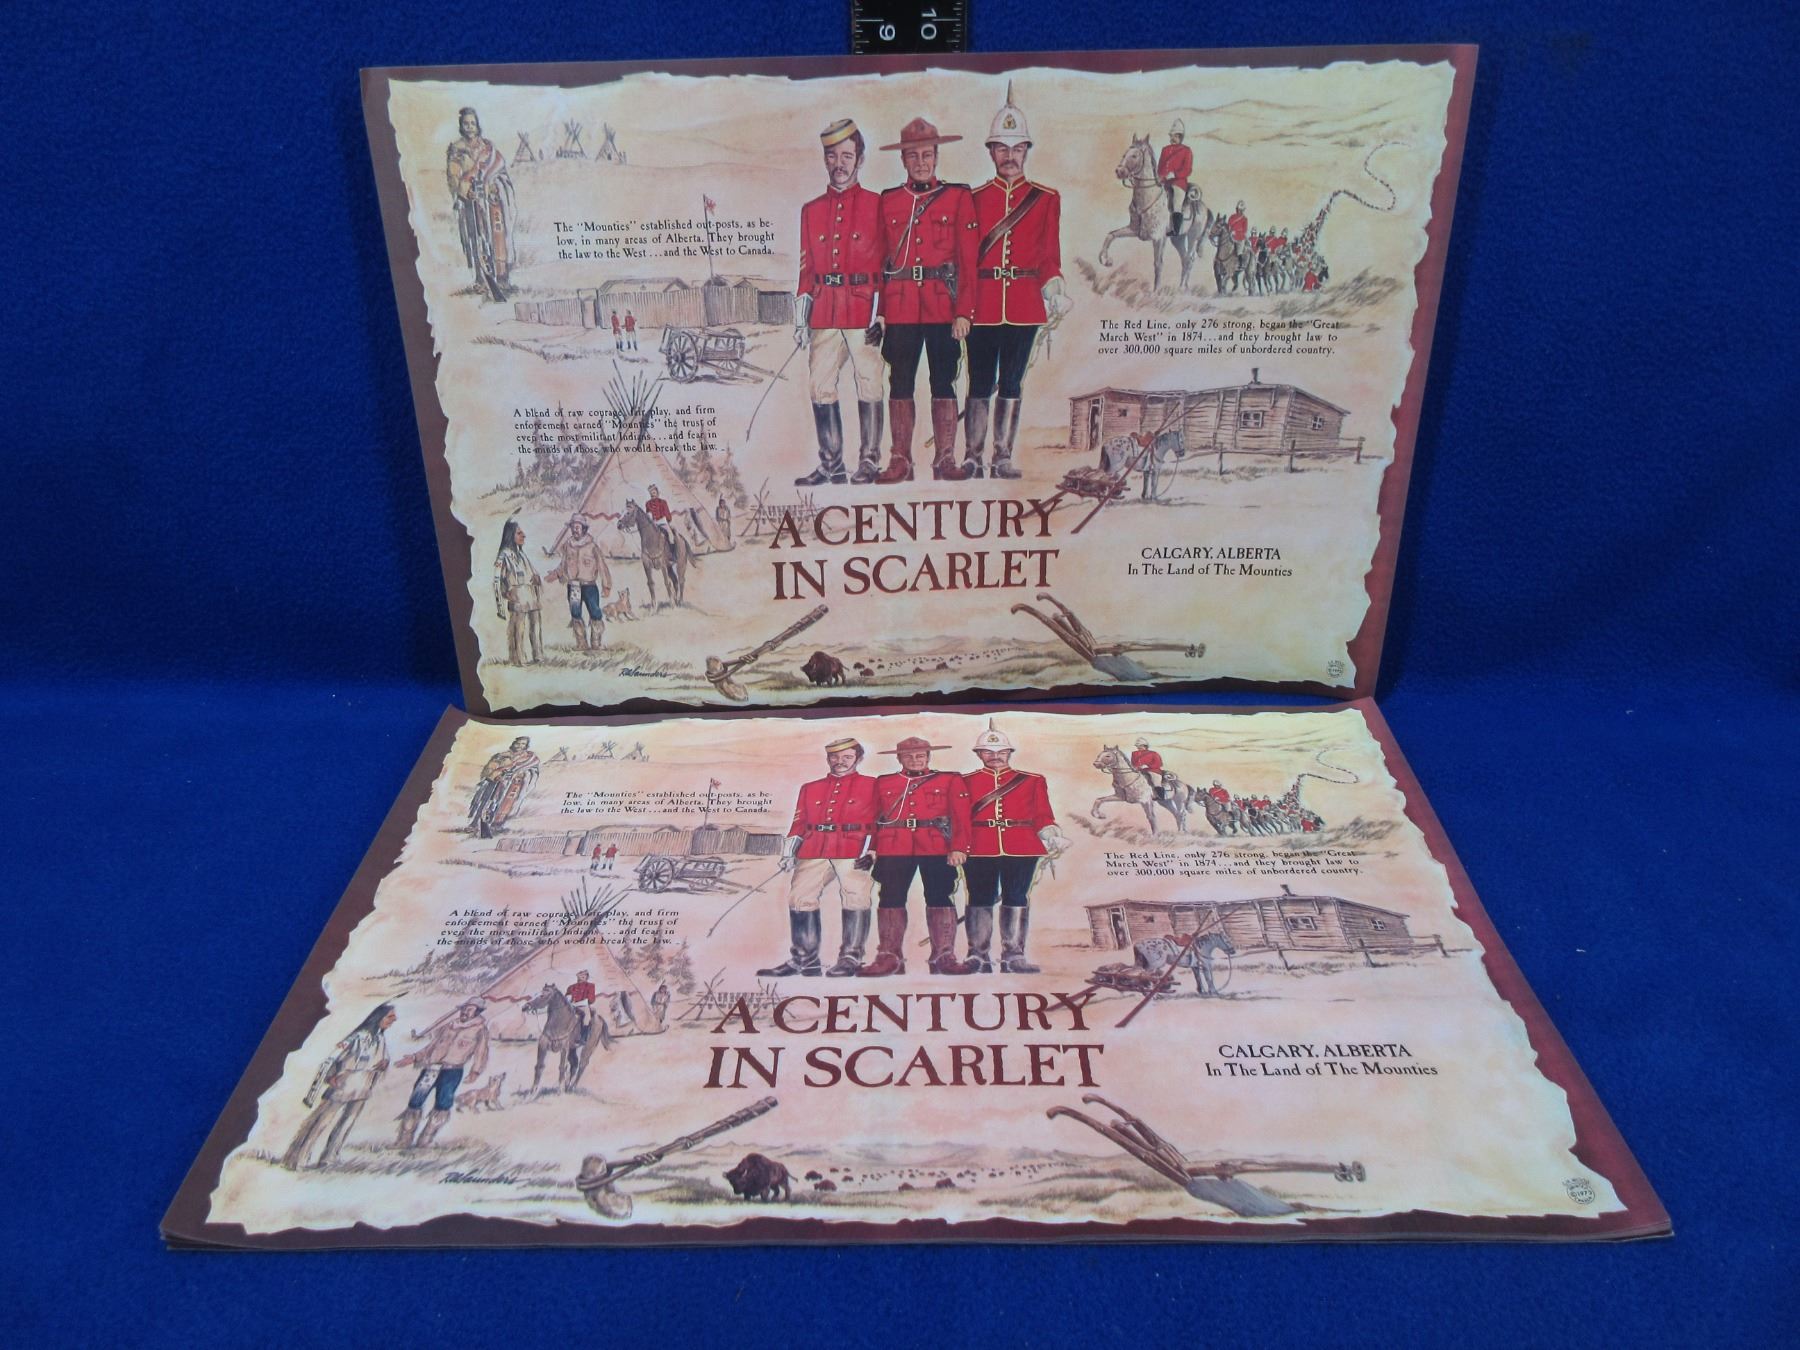 9 10
The "Mounties" established out-posts, as be-
low, in many areas of Alberta. They brought
the law to the West ... and the West to Canada.
The Red Line, only 276 strong, began the "Great
March West" in 1874...and they brought law to
over 300,000 square miles of unbordered country.
A blend of raw courage, fair play, and firm
enforcement earned "Mounties" the trust of
even the most militant Indians ... and fear in
the minds of those who would break the law.
A CENTURY
IN SCARLET
CALGARY, ALBERTA
In The Land of The Mounties
R.W. Saunders
The "Mounties" established out-posts, as be-
low, in many areas of Alberta. They brought
the law to the West ... and the West to Canada.
The Red Line, only 276 strong, began the "Great
March West" in 1874...and they brought law to
over 300,000 square miles of unbordered country.
A blend of raw courage, fair play, and firm
enforcement earned "Mounties" the trust of
even the most militant Indians ... and fear in
the minds of those who would break the law.
A CENTURY
IN SCARLET
CALGARY, ALBERTA
In The Land of The Mounties
R.W. Saunders
©1973